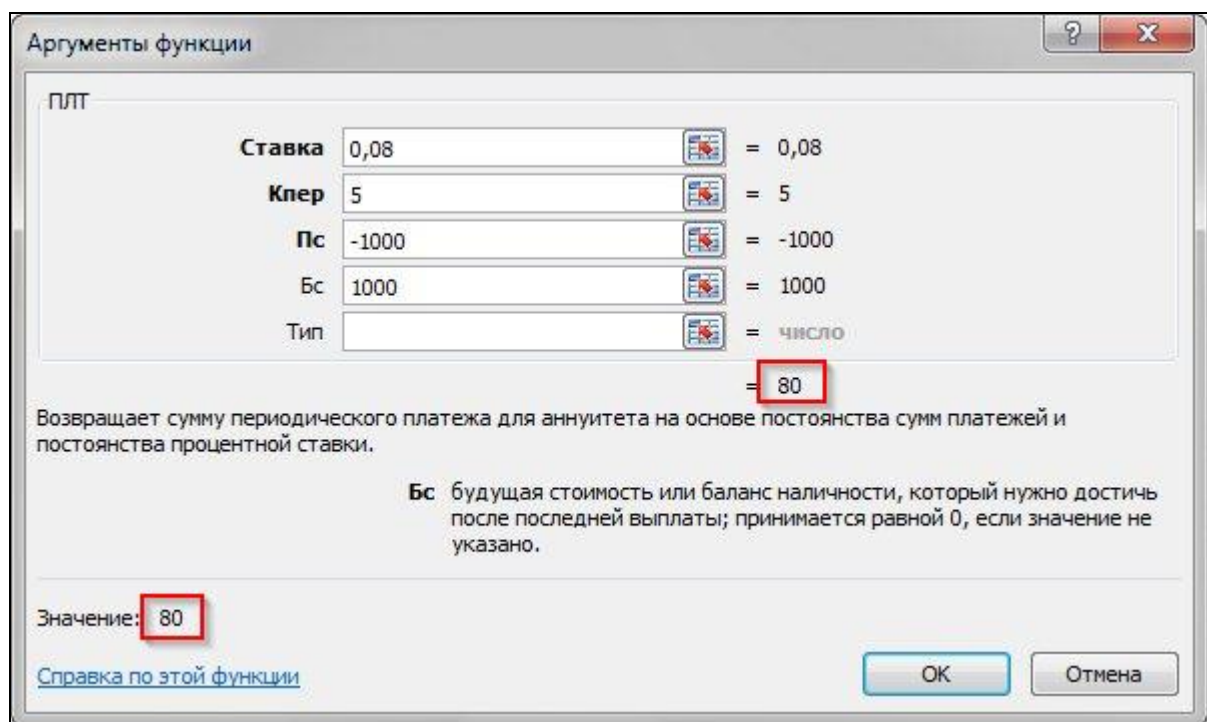 Аргументы функции
ПЛТ
Ставка 0,08 = 0,08
Кпер 5 = 5
Пс -1000 = -1000
Бс 1000 = 1000
Тип = число
= 80
Возвращает сумму периодического платежа для аннуитета на основе постоянства сумм платежей и
постоянства процентной ставки.
Бс будущая стоимость или баланс наличности, который нужно достичь
после последней выплаты; принимается равной 0, если значение не
указано.
Значение: 80
Справка по этой функции
ОК Отмена